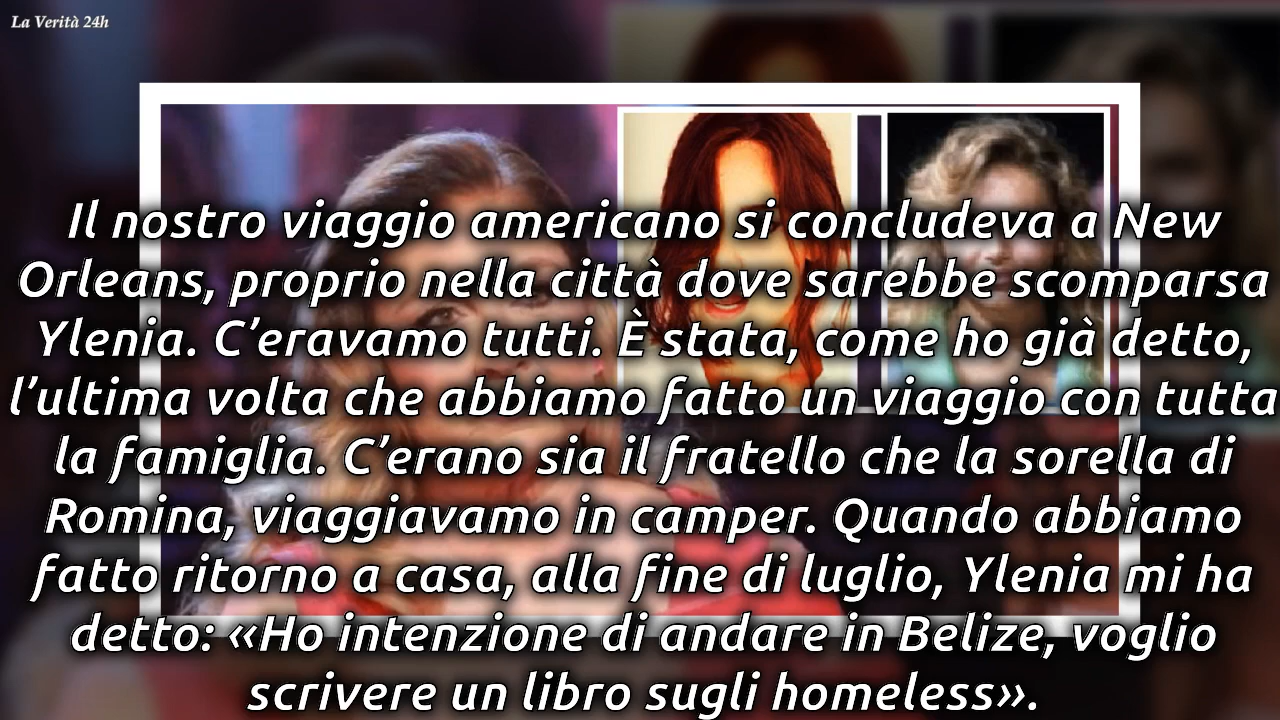 La Verità 24h
Il nostro viaggio americano si concludeva a New
Orleans, proprio nella città dove sarebbe scomparsa
Ylenia. C’eravamo tutti. È stata, come ho già detto,
l’ultima volta che abbiamo fatto un viaggio con tutta
la famiglia. C’erano sia il fratello che la sorella di
Romina, viaggiavamo in camper. Quando abbiamo
fatto ritorno a casa, alla fine di luglio, Ylenia mi ha
detto: «Ho intenzione di andare in Belize, voglio
scrivere un libro sugli homeless».